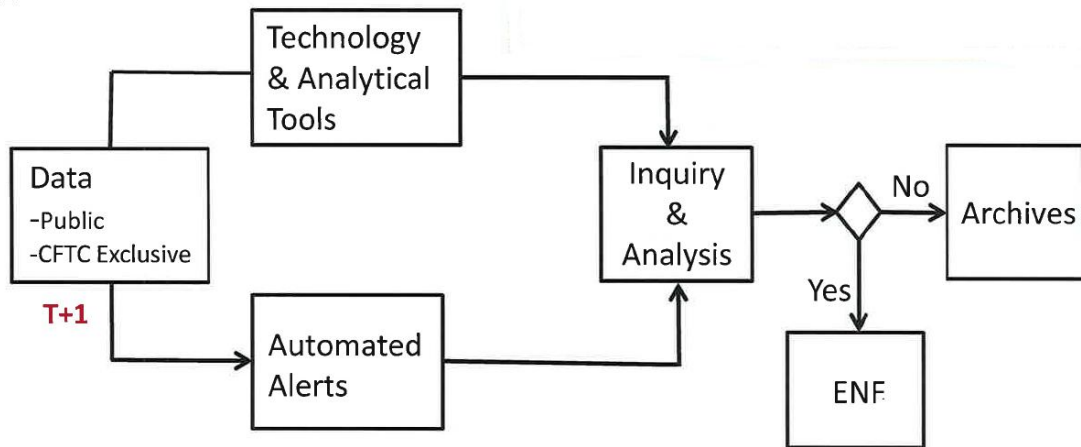 Technology
& Analytical
Tools
Data
-Public
-CFTC Exclusive
T+1
Automated
Alerts
Inquiry
&
Analysis
No
Yes
Archives
ENF